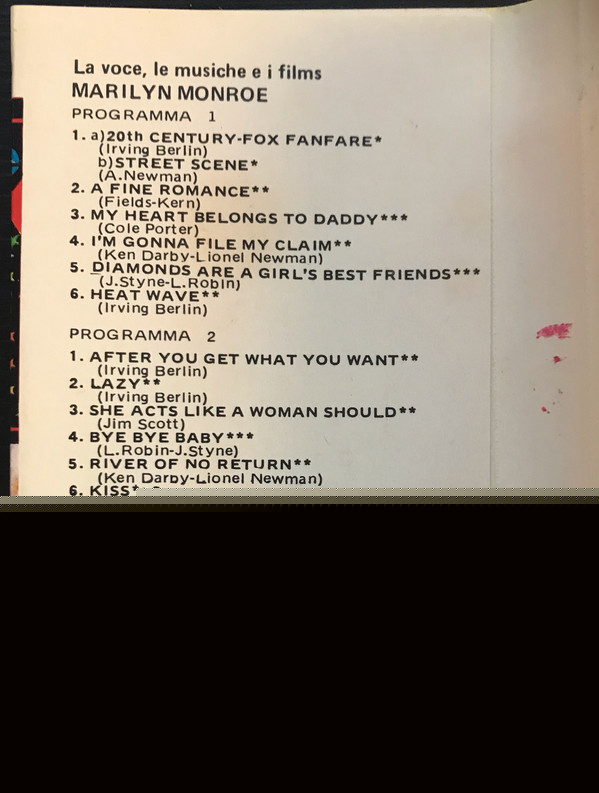 La voce, le musiche e i films
MARILYN MONROE
PROGRAMMA 1
1. a)20th CENTURY-FOX FANFARE*
(Irving Berlin)
b)STREET SCENE*
(A.Newman)
2. A FINE ROMANCE**
(Fields-Kern)
3. MY HEART BELONGS TO DADDY***
(Cole Porter)
4. I'M GONNA FILE MY CLAIM**
(Ken Darby-Lionel Newman)
5. DIAMONDS ARE A GIRL'S BEST FRIENDS***
(J.Styne-L.Robin)
6. HEAT WAVE**
(Irving Berlin)
PROGRAMMA 2
1. AFTER YOU GET WHAT YOU WANT**
(Irving Berlin)
2. LAZY**
(Irving Berlin)
3. SHE ACTS LIKE A WOMAN SHOULD**
(Jim Scott)
4. BYE BYE BABY***
(L.Robin-J.Styne)
5. RIVER OF NO RETURN**
(Ken Darby-Lionel Newman)
6. KISS*